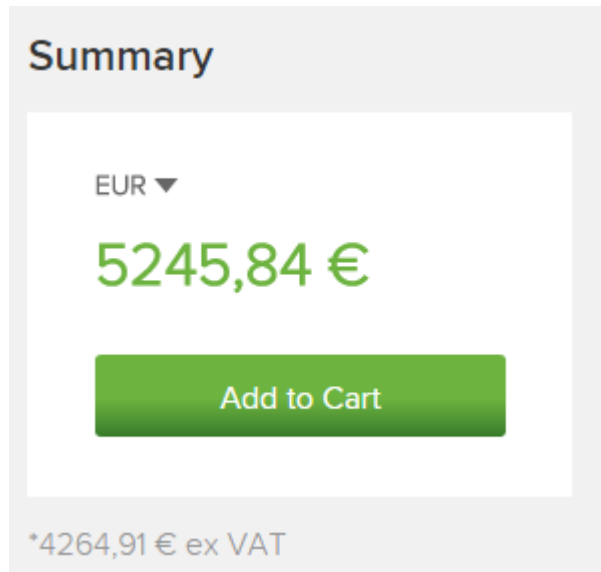 Summary
EUR
5245,84 €
Add to Cart
*4264,91 € ex VAT